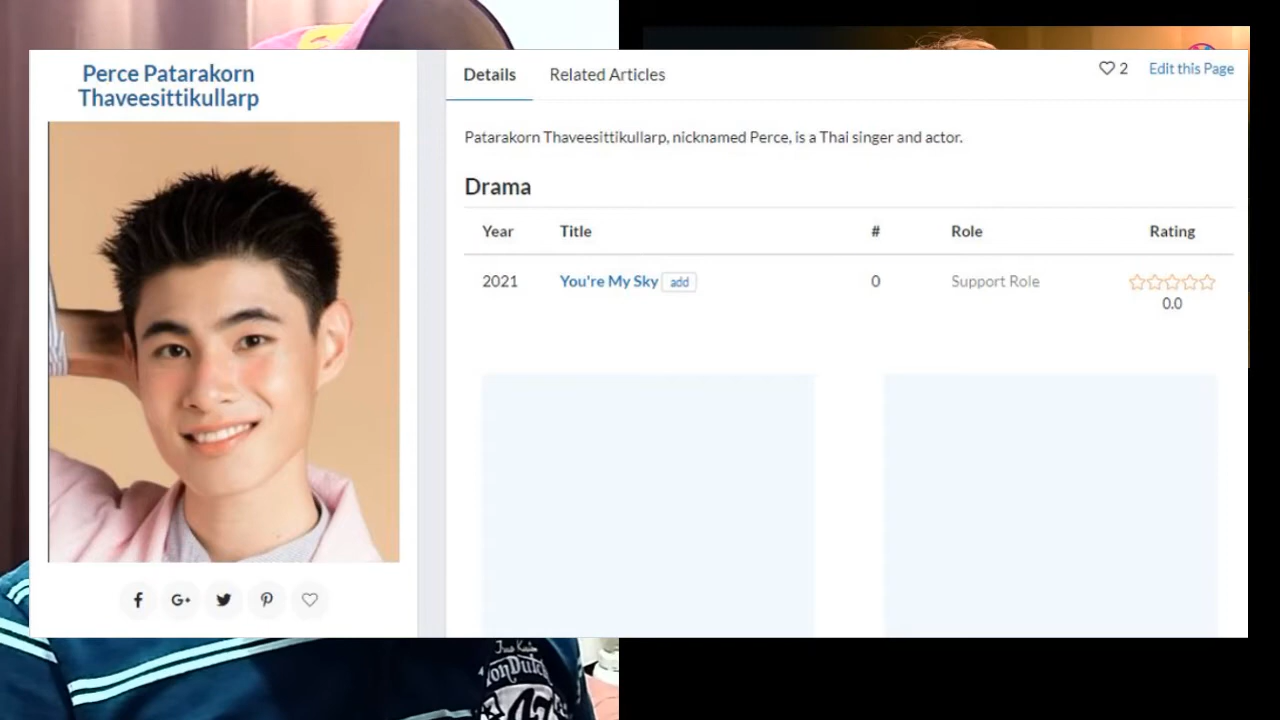 Perce Patarakorn
Thaveesittikullarp
Details
Related Articles
2
Edit this Page
Patarakorn Thaveesittikullarp, nicknamed Perce, is a Thai singer and actor.
Drama
Year Title # Role Rating
2021 You're My Sky add 0 Support Role
0.0
G+